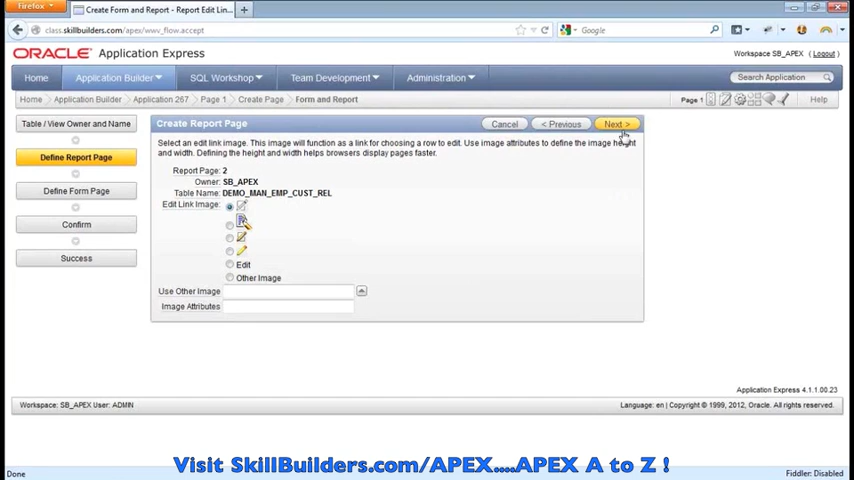 Firefox
Create Form and Report - Report Edit Lin...
class.skillbuilders.com/apex/wwv_flow.accept
Google
ORACLE Application Express
Workspace SB_APEX (Logout)
Home Application Builder SQL Workshop Team Development Administration Search Application
Home > Application Builder > Application 267 > Page 1 > Create Page > Form and Report
Page 1 Help
Table / View Owner and Name
Define Report Page
Define Form Page
Confirm
Success
Create Report Page Cancel < Previous Next >
Select an edit link image. This image will function as a link for choosing a row to edit. Use image attributes to define the image height
and width. Defining the height and width helps browsers display pages faster.
Report Page: 2
Owner: SB_APEX
Table Name: DEMO_MAN_EMP_CUST_REL
Edit Link Image:
Edit
Other Image
Use Other Image
Image Attributes
Application Express 4.1.1.00.23
Workspace: SB_APEX User: ADMIN Language: en | Copyright © 1999, 2012, Oracle. All rights reserved.
Visit SkillBuilders.com/APEX....APEX A to Z !
Done Fiddler: Disabled